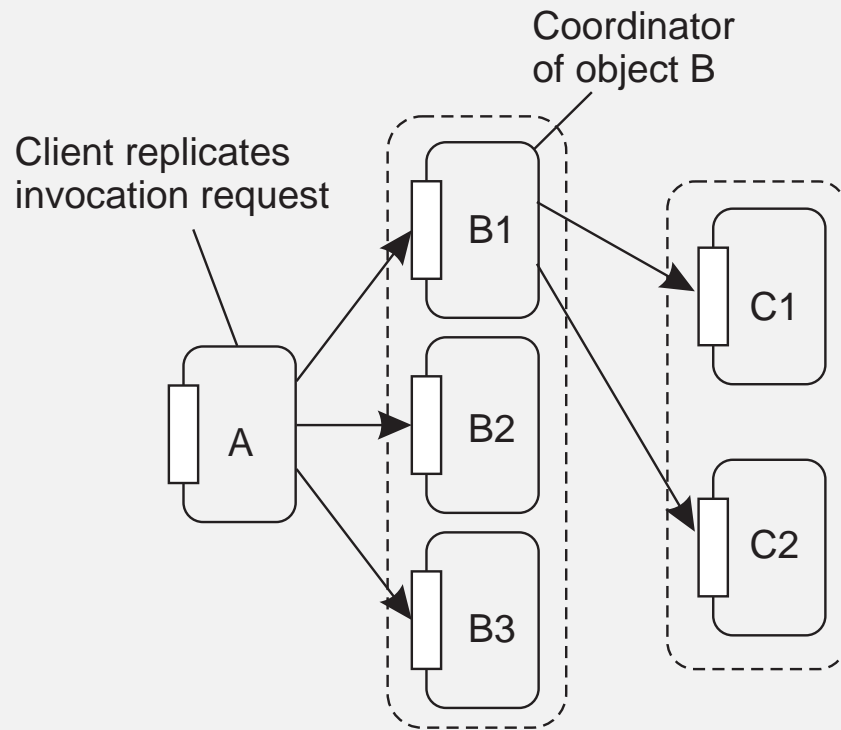 Coordinator
of object B
Client replicates
invocation request
B1
C1
A
B2
C2
B3